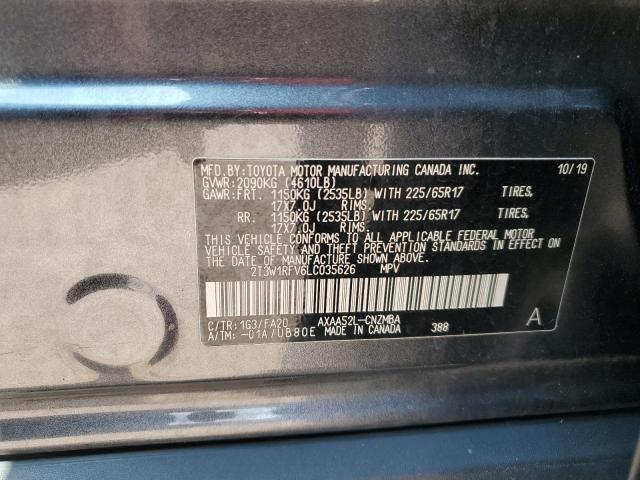 MFD.BY:TOYOTA MOTOR MANUFACTURING CANADA INC. 10/19
GVWR:2090KG (4610LB)
GAWR:FRT. 1150KG (2535LB) WITH 225/65R17 TIRES,
17X7.0J RIMS.
RR. 1150KG (2535LB) WITH 225/65R17 TIRES,
17X7.0J RIMS.
THIS VEHICLE CONFORMS TO ALL APPLICABLE FEDERAL MOTOR
VEHICLE SAFETY AND THEFT PREVENTION STANDARDS IN EFFECT ON
THE DATE OF MANUFACTURE SHOWN ABOVE.
2T3W1RFV6LC035626 MPV
C/TR:1G3/FA20 AXAA52L-CNZMBA
A/TM:-01A/UB80E MADE IN CANADA 388 A